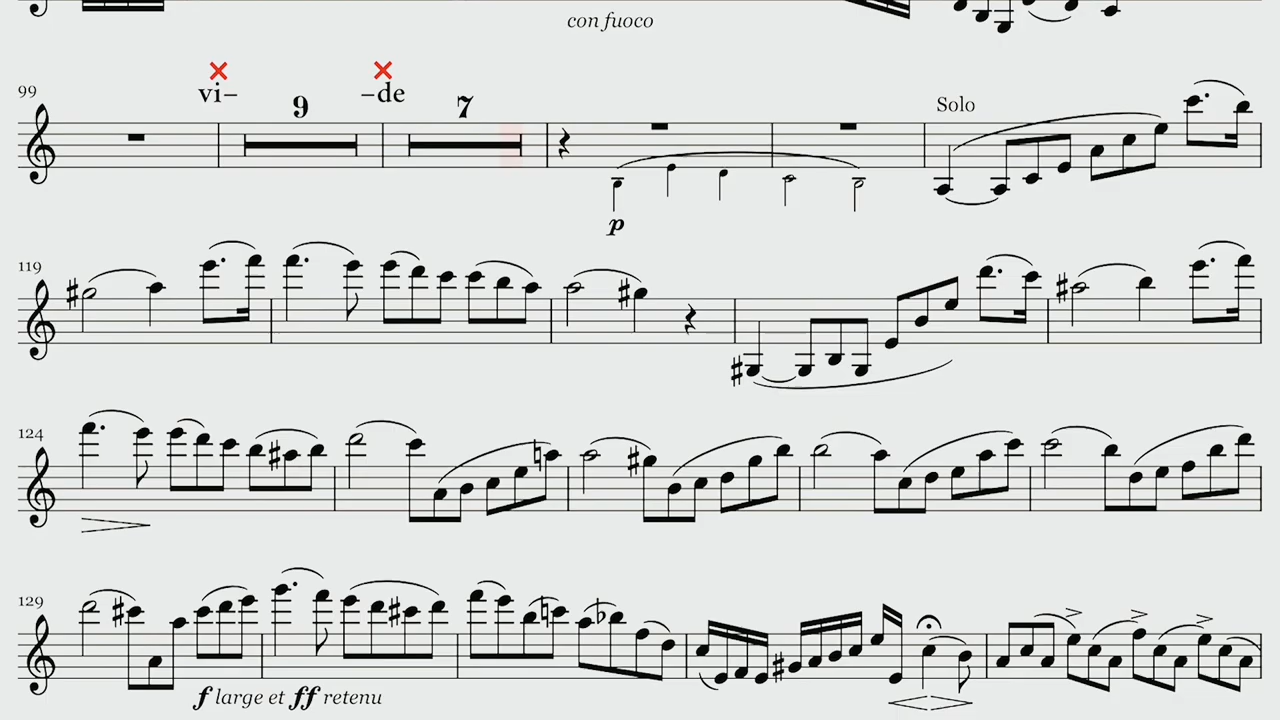 con fuoco
99
vi–
9
–de
7
Solo
p
119
124
129
f large et ff retenu